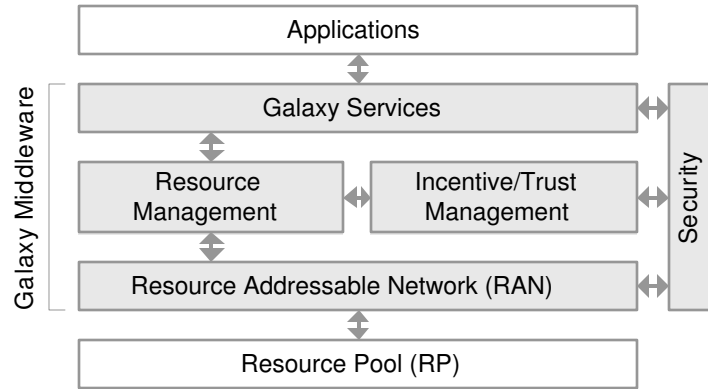 Applications
Galaxy Middleware
Galaxy Services
Resource
Management
Incentive/Trust
Management
Security
Resource Addressable Network (RAN)
Resource Pool (RP)